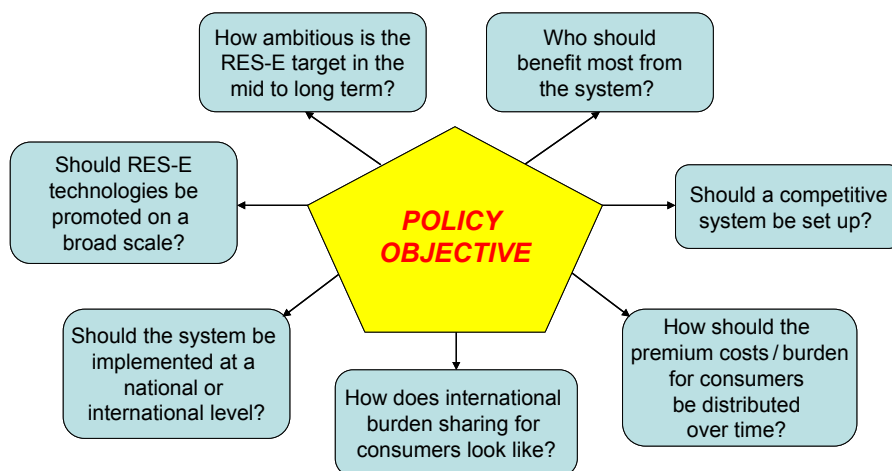 How ambitious is the
RES-E target in the
mid to long term?
Who should
benefit most from
the system?
Should RES-E
technologies be
promoted on a
broad scale?
POLICY
OBJECTIVE
Should a competitive
system be set up?
Should the system be
implemented at a
national or
international level?
How does international
burden sharing for
consumers look like?
How should the
premium costs / burden
for consumers
be distributed
over time?